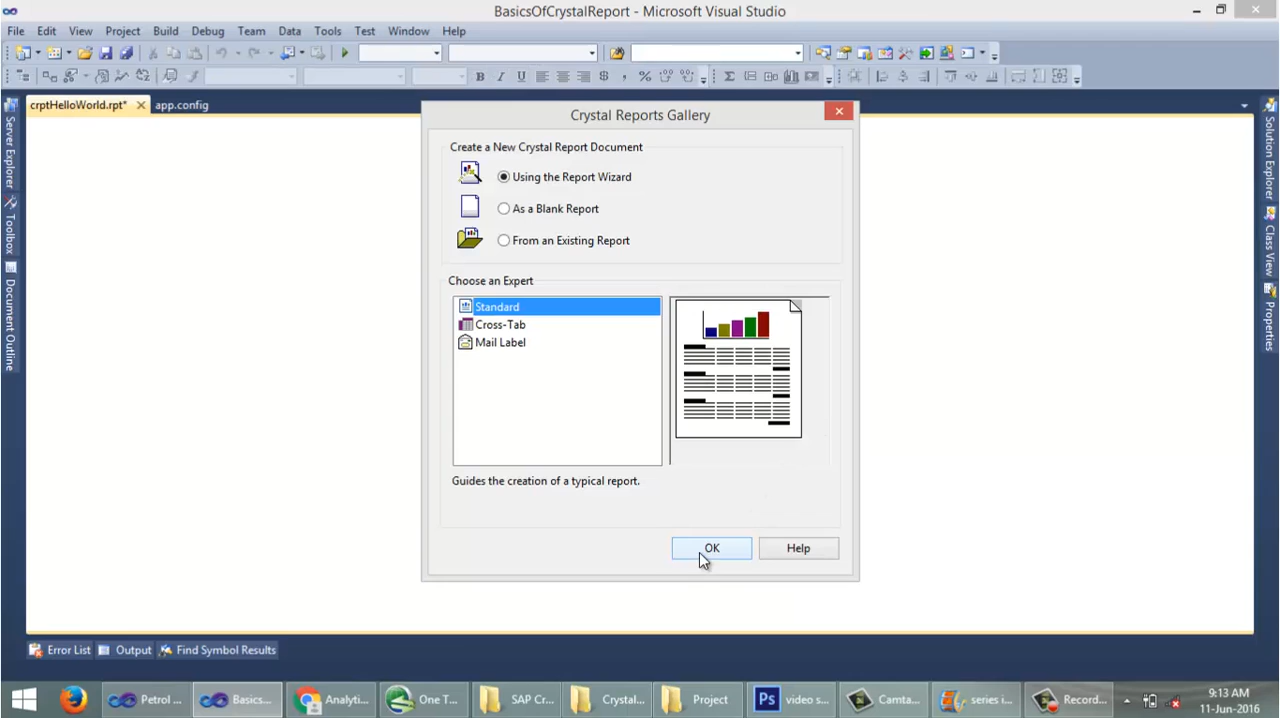 BasicsOfCrystalReport - Microsoft Visual Studio
File Edit View Project Build Debug Team Data Tools Test Window Help
crptHelloWorld.rpt* app.config
Server Explorer
Toolbox
Document Outline
Crystal Reports Gallery
Create a New Crystal Report Document
Using the Report Wizard
As a Blank Report
From an Existing Report
Choose an Expert
Standard
Cross-Tab
Mail Label
Guides the creation of a typical report.
OK Help
Solution Explorer
Class View
Properties
Error List Output Find Symbol Results
Petrol ... Basics... Analyti... One T... SAP Cr... Crystal... Project Ps video s... Camta... series i... Record...
9:13 AM
11-Jun-2016